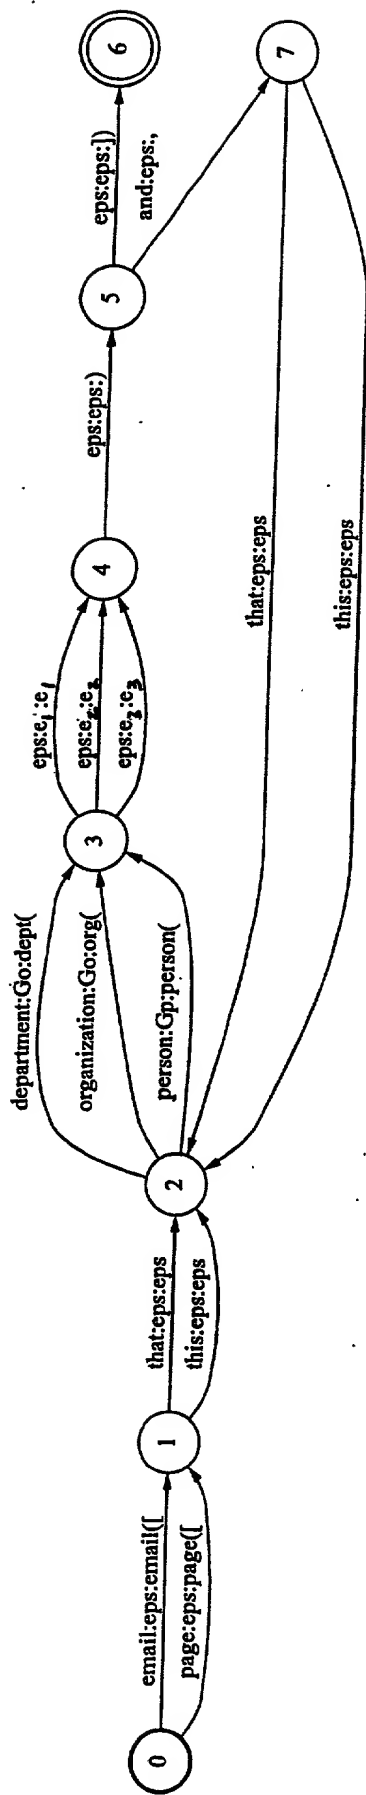 0
email:eps:email([
page:eps:page([
1
that:eps:eps
this:eps:eps
2
department:Go:dept(
organization:Go:org(
person:Gp:person(
3
eps:e1:e1
eps:e2:e2
eps:e3:e3
4
eps:eps:)
5
eps:eps:])
and:eps:,
6
7
that:eps:eps
this:eps:eps